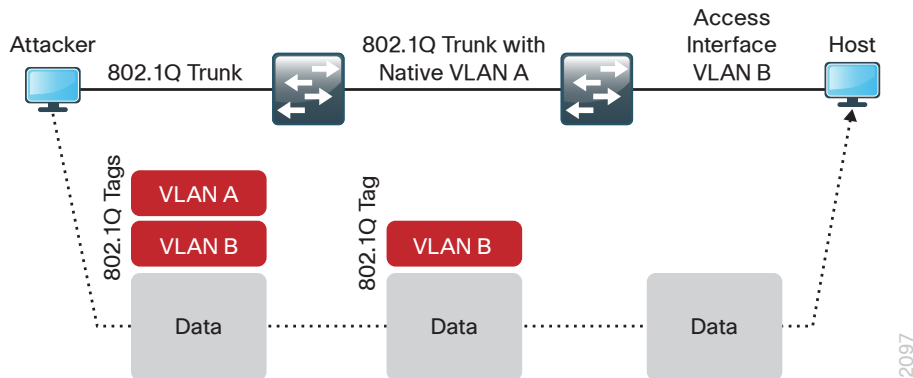 Attacker
802.1Q Trunk
802.1Q Trunk with
Native VLAN A
Access
Interface
VLAN B
Host
802.1Q Tags
VLAN A
VLAN B
Data
802.1Q Tag
VLAN B
Data
Data
2097